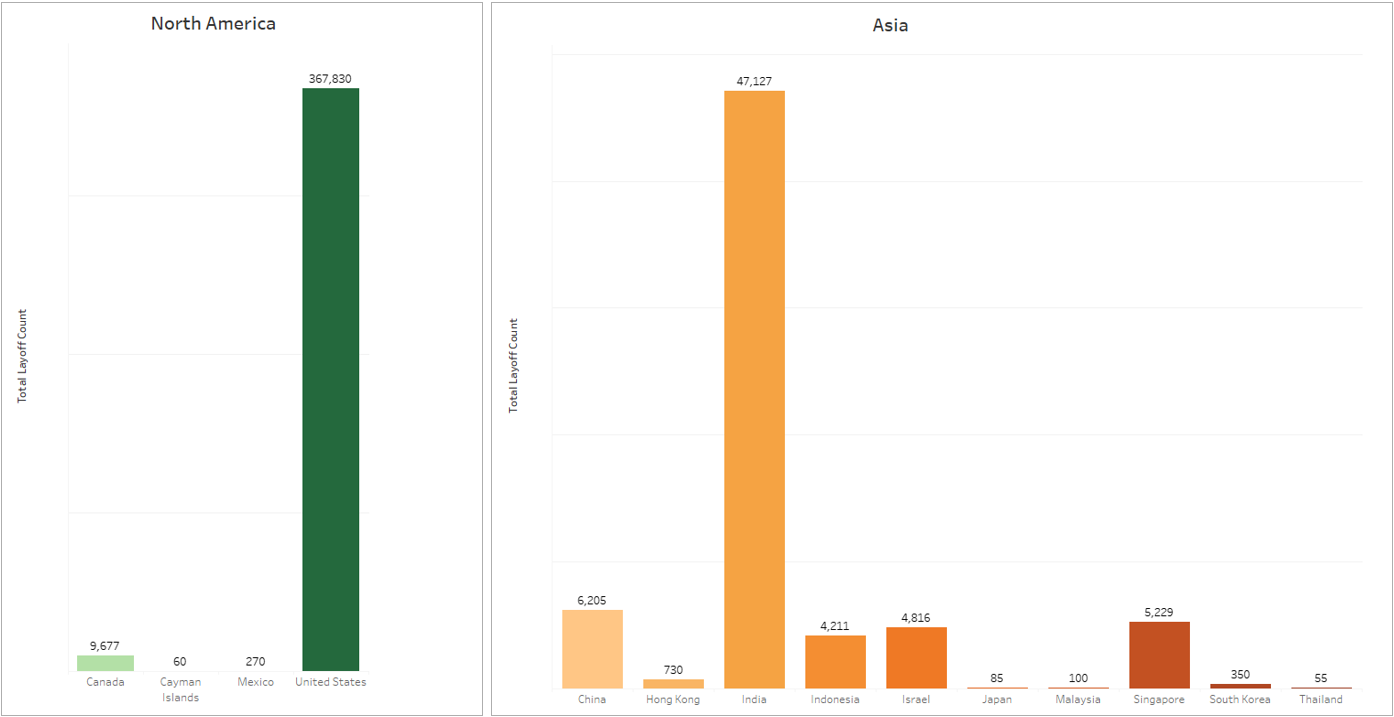 North America
Total Layoff Count
367,830
9,677
60
270
Canada
Cayman
Islands
Mexico
United States
Asia
Total Layoff Count
47,127
6,205
730
4,211
4,816
85
100
5,229
350
55
China
Hong Kong
India
Indonesia
Israel
Japan
Malaysia
Singapore
South Korea
Thailand